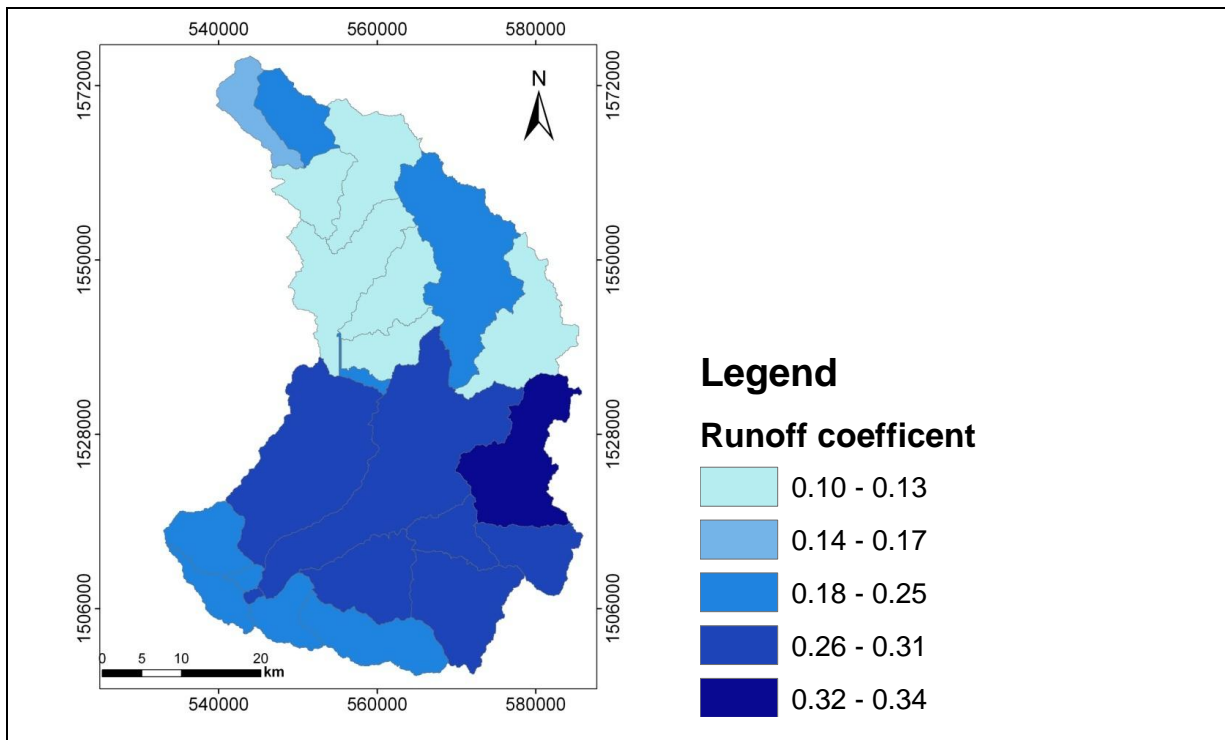 540000 560000 580000
N
1572000 1572000
1550000 1550000
1528000 1528000
1506000 1506000
0 5 10 20
km
540000 560000 580000
Legend
Runoff coefficent
0.10 - 0.13
0.14 - 0.17
0.18 - 0.25
0.26 - 0.31
0.32 - 0.34